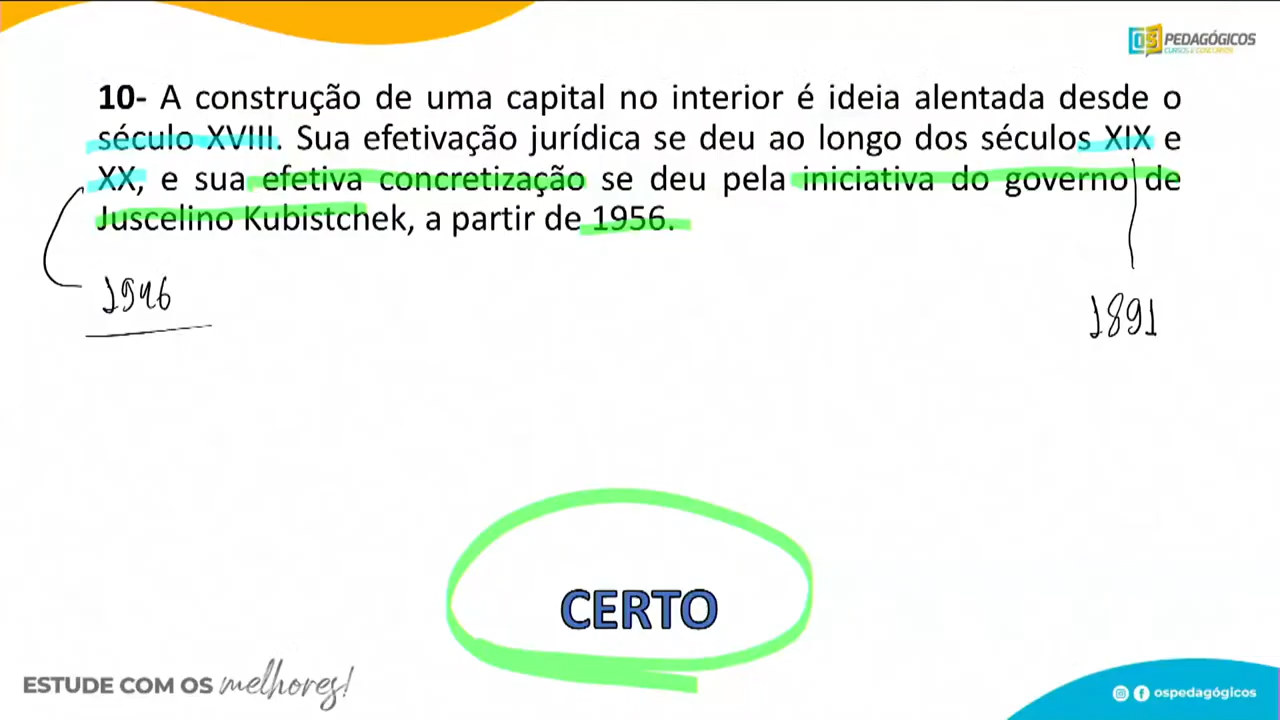 OS PEDAGÓGICOS
CURSOS E CONCURSOS
10- A construção de uma capital no interior é ideia alentada desde o
século XVIII. Sua efetivação jurídica se deu ao longo dos séculos XIX e
XX, e sua efetiva concretização se deu pela iniciativa do governo de
Juscelino Kubistchek, a partir de 1956.
1946
1891
CERTO
ESTUDE COM OS melhores!
ospedagógicos